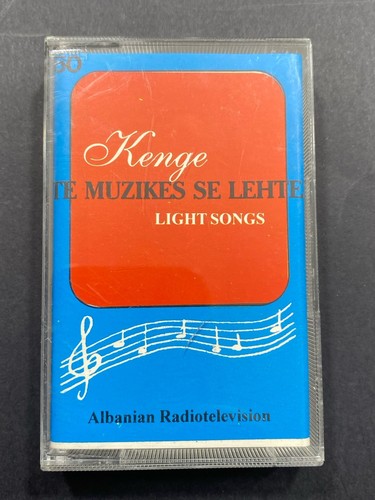 Kenge
TE MUZIKES SE LEHTE
LIGHT SONGS
Albanian Radiotelevision